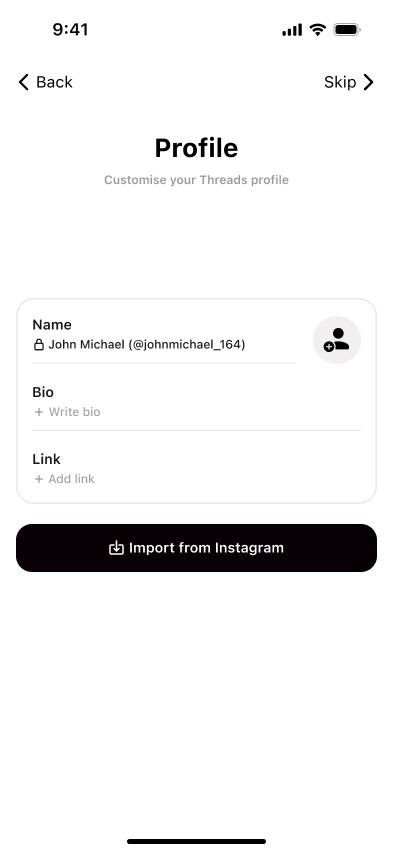 9:41
Back
Skip
Profile
Customise your Threads profile
Name
John Michael (@johnmichael_164)
Bio
+ Write bio
Link
+ Add link
Import from Instagram